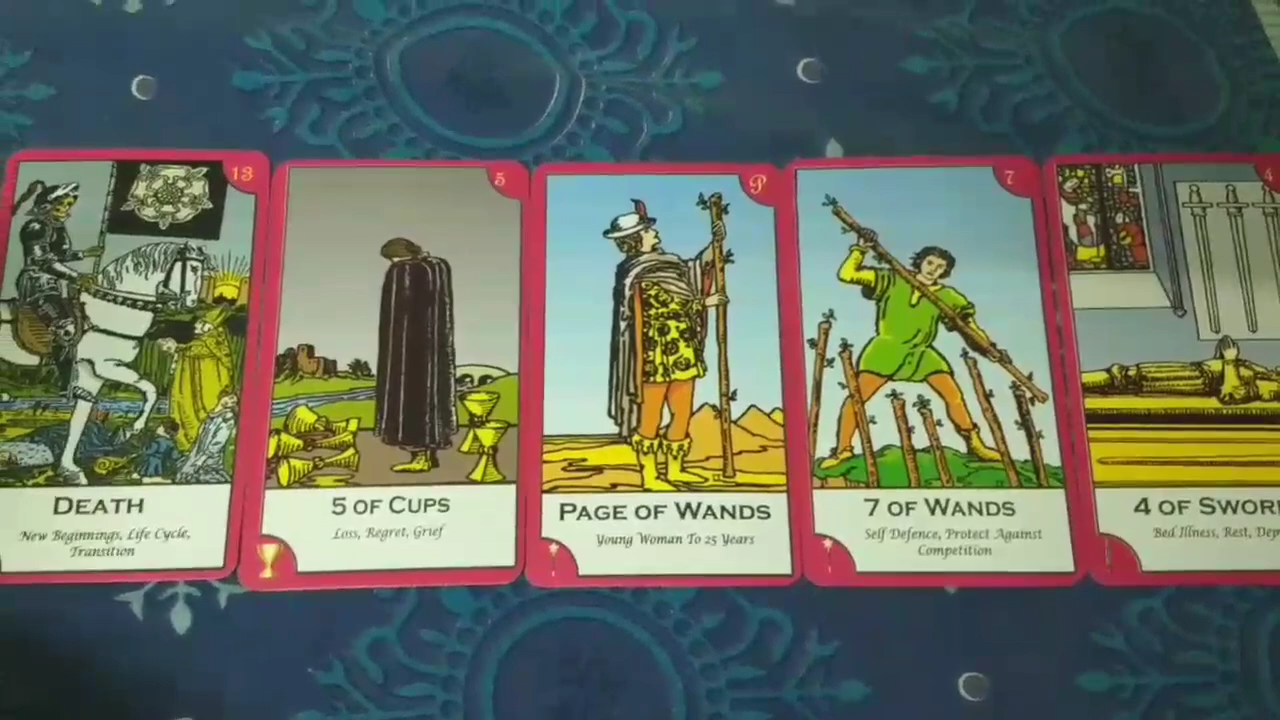 13
DEATH
New Beginnings, Life Cycle,
Transition
5
5 OF CUPS
Loss, Regret, Grief
P
PAGE OF WANDS
Young Woman To 25 Years
7
7 OF WANDS
Self Defence, Protect Against
Competition
4
4 OF SWOR
Bed Illness, Rest, Dep